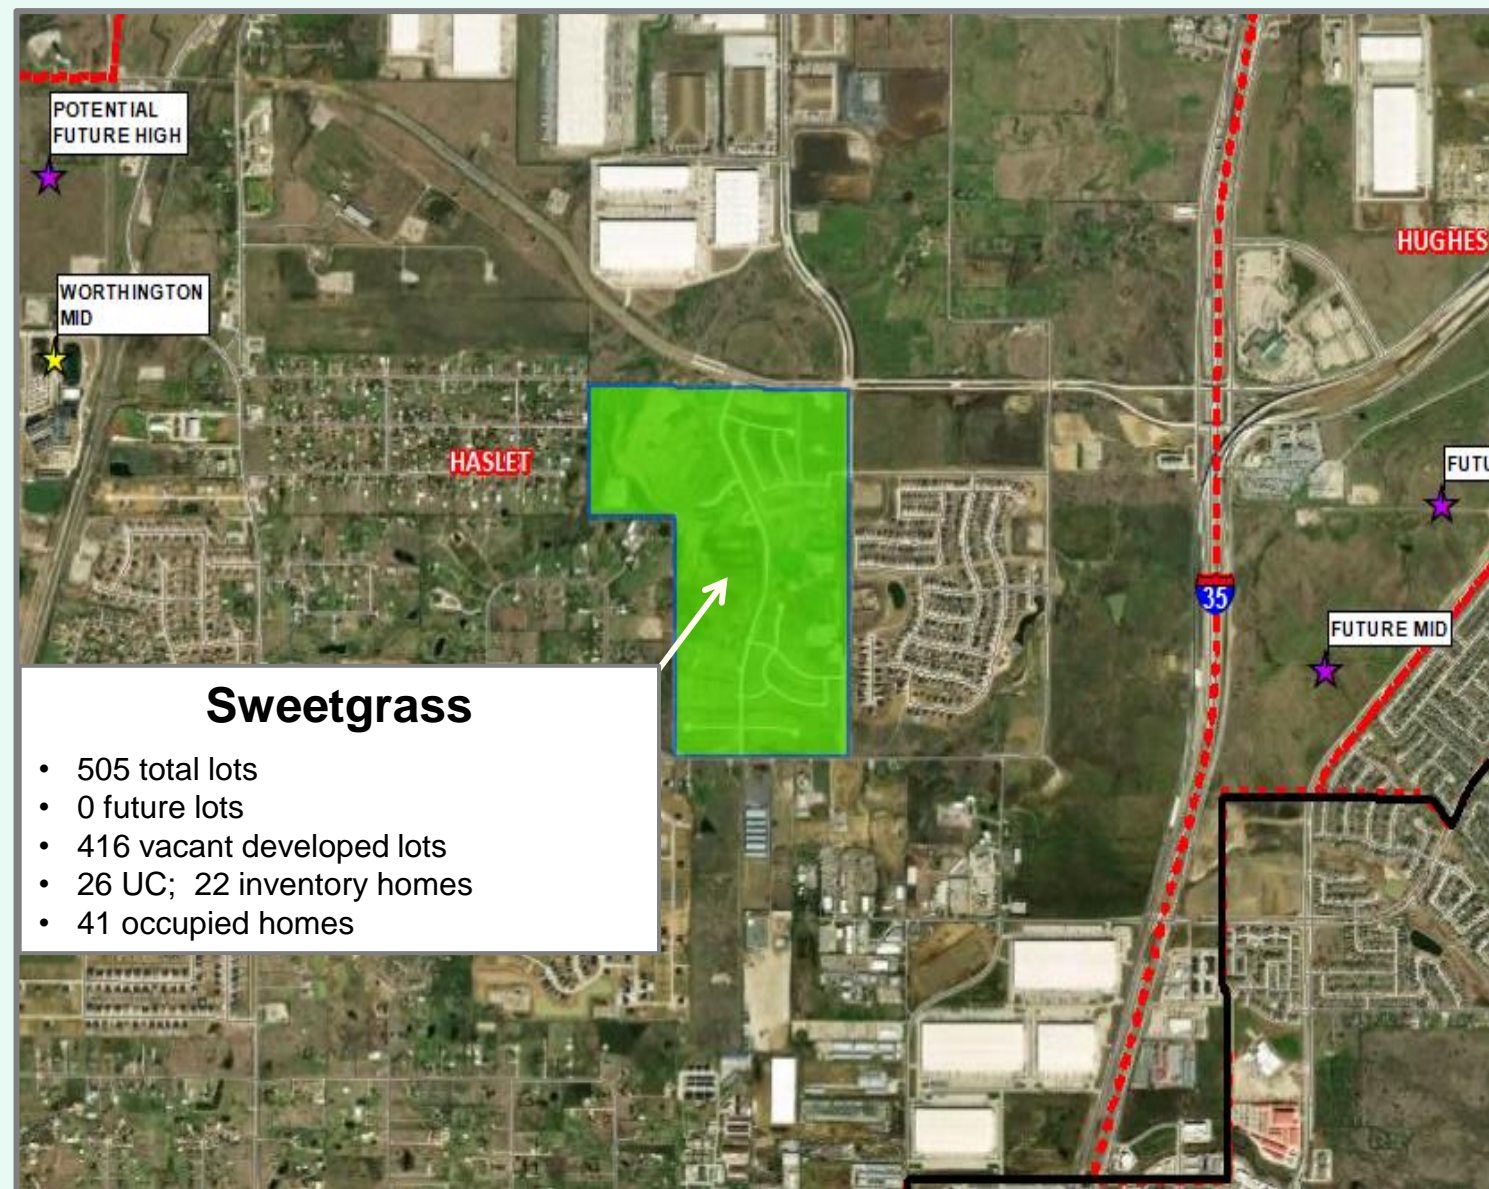 POTENTIAL
FUTURE HIGH
HUGHES
WORTHINGTON
MID
HASLET
FUTU
35
FUTURE MID
Sweetgrass
• 505 total lots
• 0 future lots
• 416 vacant developed lots
• 26 UC; 22 inventory homes
• 41 occupied homes